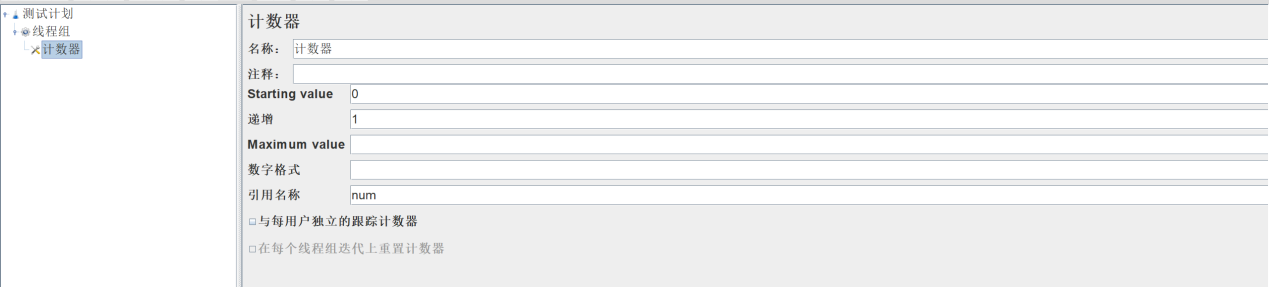 测试计划
线程组
计数器
计数器
名称： 计数器
注释：
Starting value 0
递增 1
Maximum value
数字格式
引用名称 num
与每用户独立的跟踪计数器
在每个线程组迭代上重置计数器